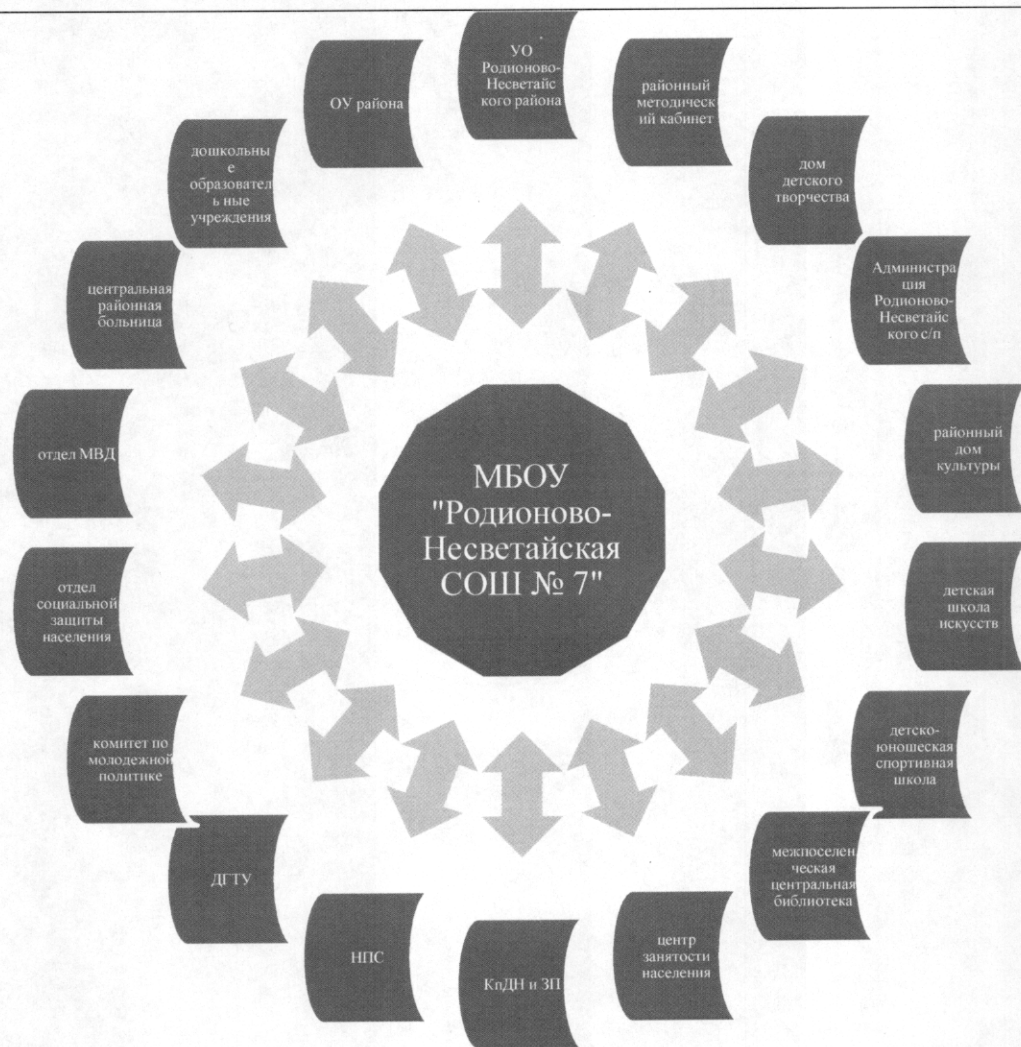 УО
Родионово-
Несветайс
кого района
районный
методическ
ий кабинет
дом
детского
творчества
Администра
ция
Родионово-
Несветайс
кого с/п
районный
дом
культуры
детская
школа
искусств
детско-
юношеская
спортивная
школа
межпоселен
ческая
центральная
библиотека
центр
занятости
населения
КпДН и ЗП
НПС
ДГТУ
комитет по
молодежной
политике
отдел
социальной
защиты
населения
отдел МВД
центральная
районная
больница
дошкольны
е
образовател
ь ные
учреждения
ОУ района
МБОУ
"Родионово-
Несветайская
СОШ № 7"